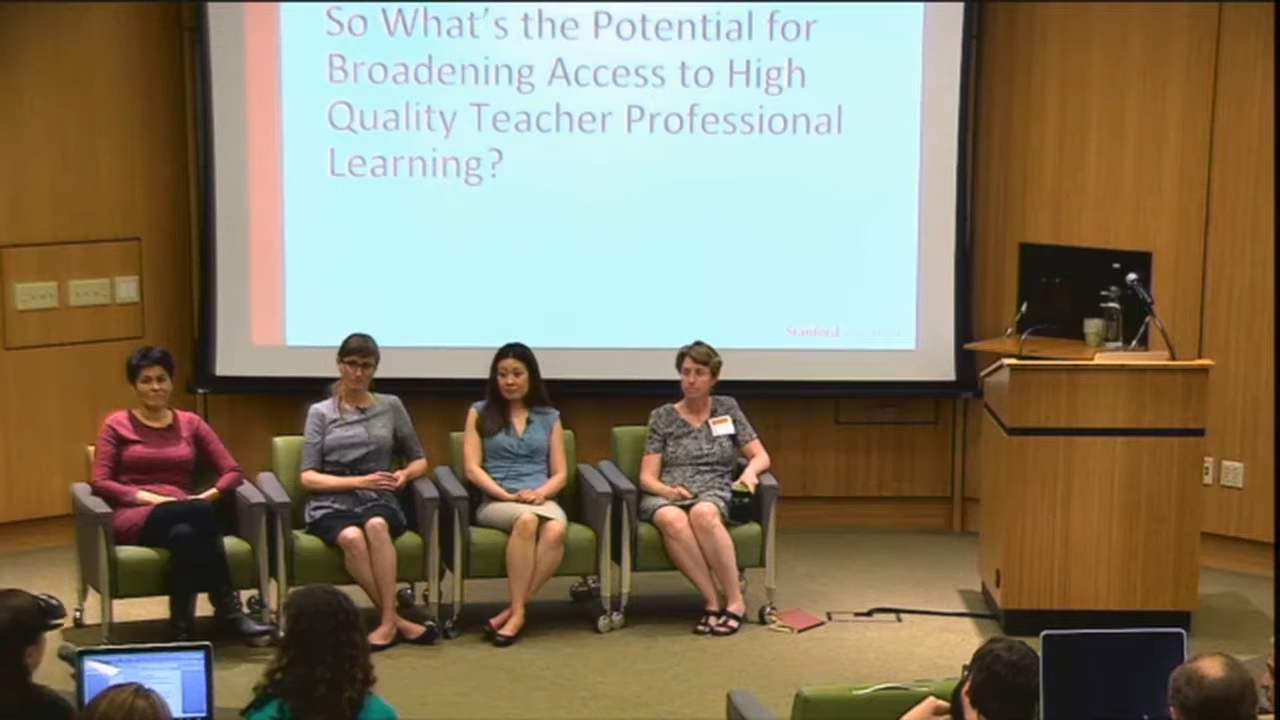 So What's the Potential for
Broadening Access to High
Quality Teacher Professional
Learning?
Stanford